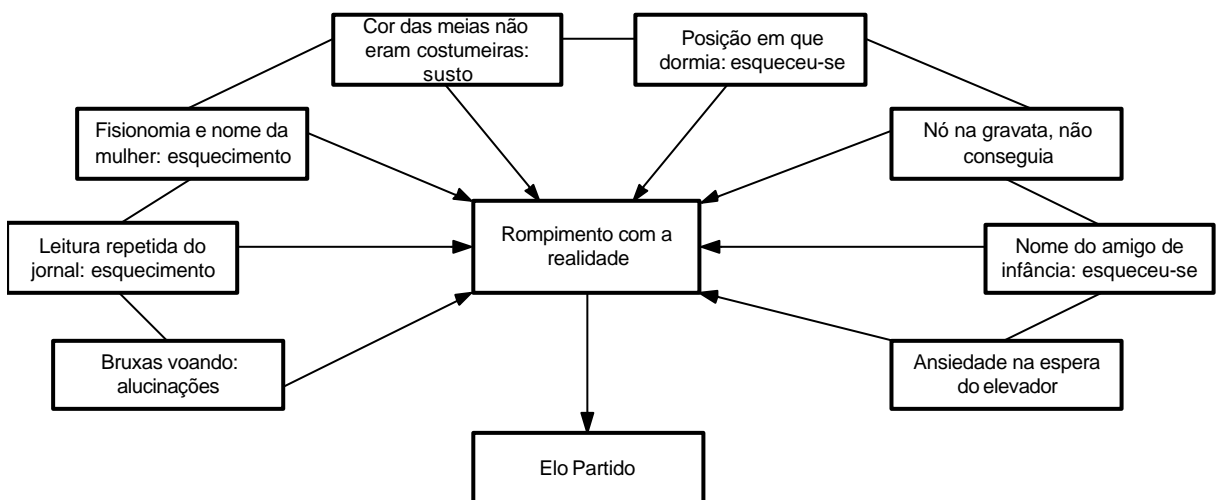 Cor das meias não
eram costumeiras:
susto
Posição em que
dormia: esqueceu-se
Fisionomia e nome da
mulher: esquecimento
Nó na gravata, não
conseguia
Leitura repetida do
jornal: esquecimento
Rompimento com a
realidade
Nome do amigo de
infância: esqueceu-se
Bruxas voando:
alucinações
Ansiedade na espera
do elevador
Elo Partido